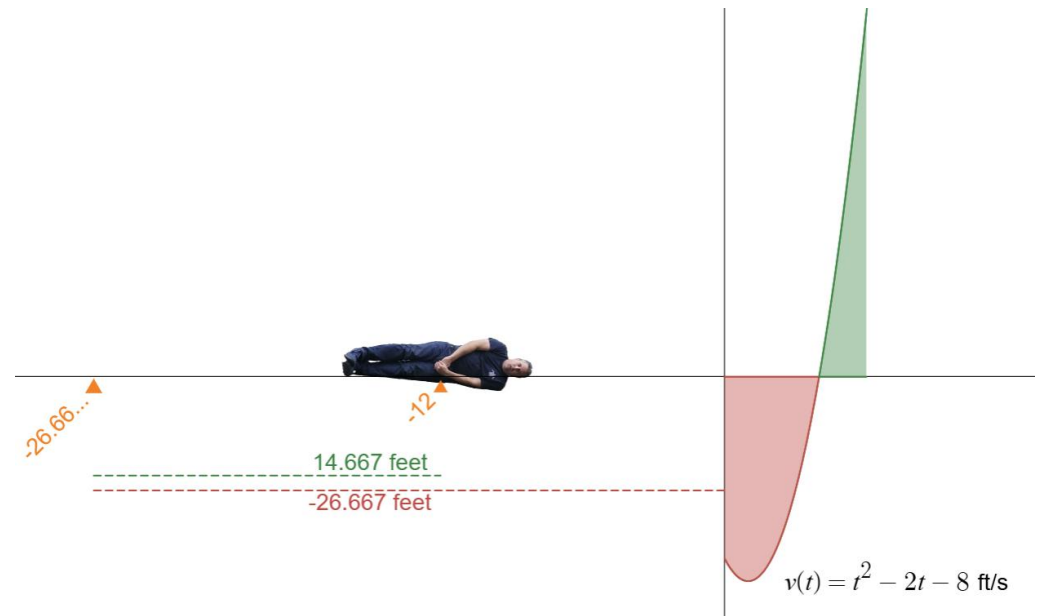 -26.66...
-12
14.667 feet
-26.667 feet
v(t) = t² − 2t − 8 ft/s